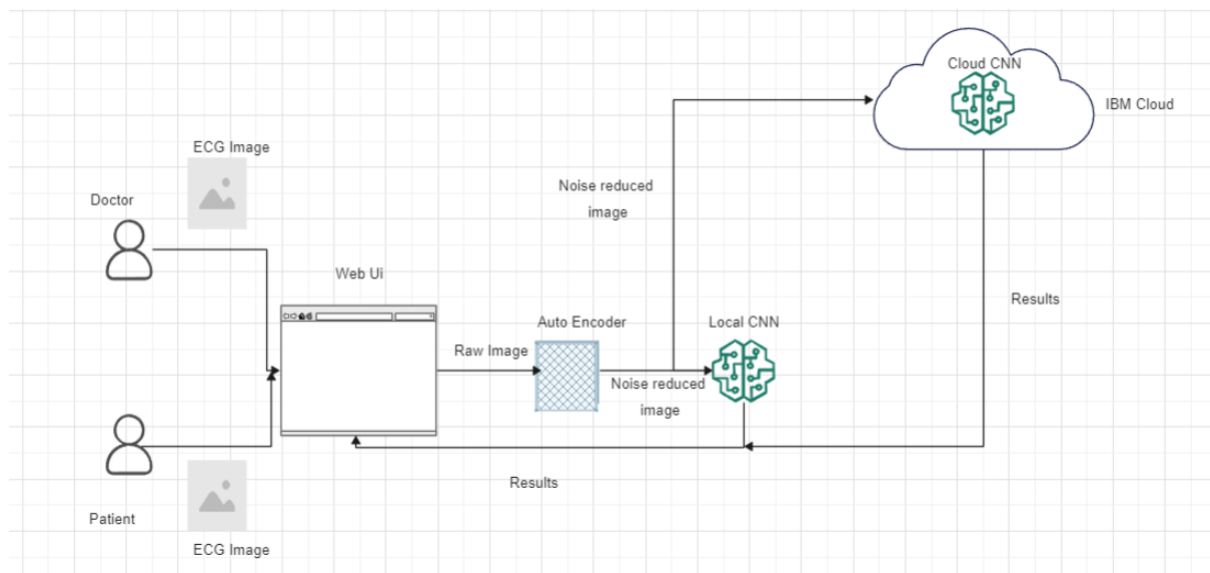 Cloud CNN
IBM Cloud
ECG Image
Noise reduced
image
Doctor
Web Ui
Results
Auto Encoder
Local CNN
Raw Image
Noise reduced
image
Results
Patient
ECG Image